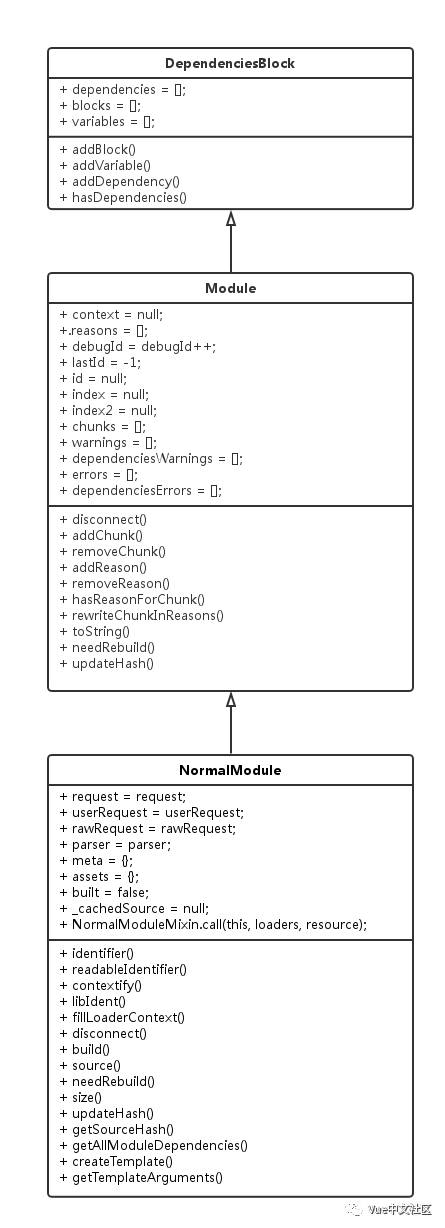 DependenciesBlock
+ dependencies = [];
+ blocks = [];
+ variables = [];
+ addBlock()
+ addVariable()
+ addDependency()
+ hasDependencies()
Module
+ context = null;
+.reasons = [];
+ debugId = debugId++;
+ lastId = -1;
+ id = null;
+ index = null;
+ index2 = null;
+ chunks = [];
+ warnings = [];
+ dependenciesWarnings = [];
+ errors = [];
+ dependenciesErrors = [];
+ disconnect()
+ addChunk()
+ removeChunk()
+ addReason()
+ removeReason()
+ hasReasonForChunk()
+ rewriteChunkInReasons()
+ toString()
+ needRebuild()
+ updateHash()
NormalModule
+ request = request;
+ userRequest = userRequest;
+ rawRequest = rawRequest;
+ parser = parser;
+ meta = {};
+ assets = {};
+ built = false;
+ _cachedSource = null;
+ NormalModuleMixin.call(this, loaders, resource);
+ identifier()
+ readableIdentifier()
+ contextify()
+ libIdent()
+ fillLoaderContext()
+ disconnect()
+ build()
+ source()
+ needRebuild()
+ size()
+ updateHash()
+ getSourceHash()
+ getAllModuleDependencies()
+ createTemplate()
+ getTemplateArguments()
Vue中文社区